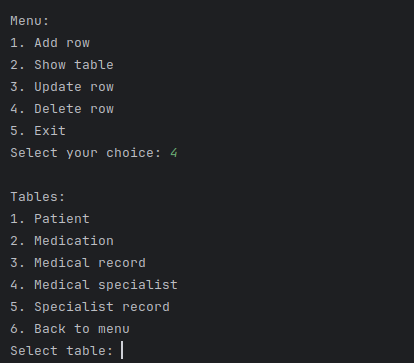 Menu:
1. Add row
2. Show table
3. Update row
4. Delete row
5. Exit
Select your choice: 4
Tables:
1. Patient
2. Medication
3. Medical record
4. Medical specialist
5. Specialist record
6. Back to menu
Select table: